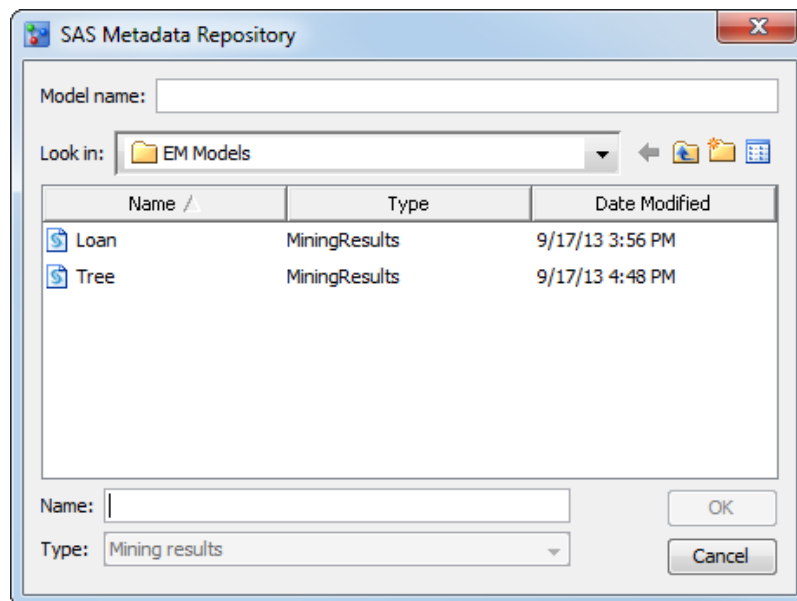 SAS Metadata Repository
Model name:
Look in: EM Models
Name Type Date Modified
Loan MiningResults 9/17/13 3:56 PM
Tree MiningResults 9/17/13 4:48 PM
Name: OK
Type: Mining results Cancel